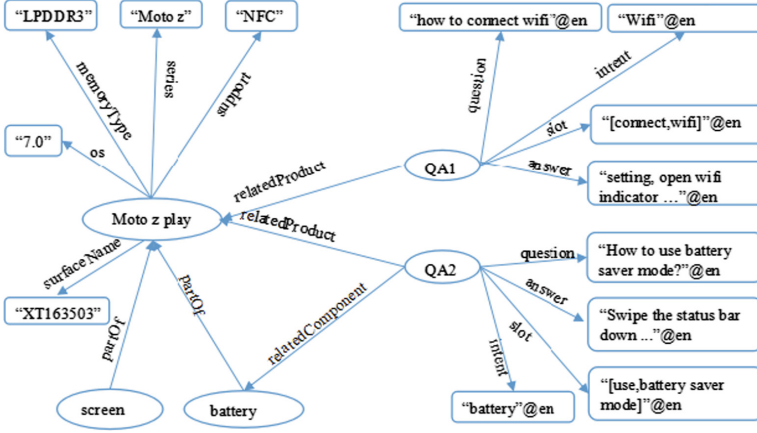 “LPDDR3”
“Moto z”
“NFC”
“how to connect wifi”@en
“Wifi”@en
memoryType
series
support
question
intent
“7.0”
os
slot
“[connect,wifi]”@en
relatedProduct
QA1
answer
“setting, open wifi
indicator ...”@en
Moto z play
relatedProduct
surfaceName
partOf
QA2
question
“How to use battery
saver mode?”@en
answer
“XT163503”
partOf
relatedComponent
intent
slot
“Swipe the status bar
down ...”@en
screen
battery
“battery”@en
“[use,battery saver
mode]”@en